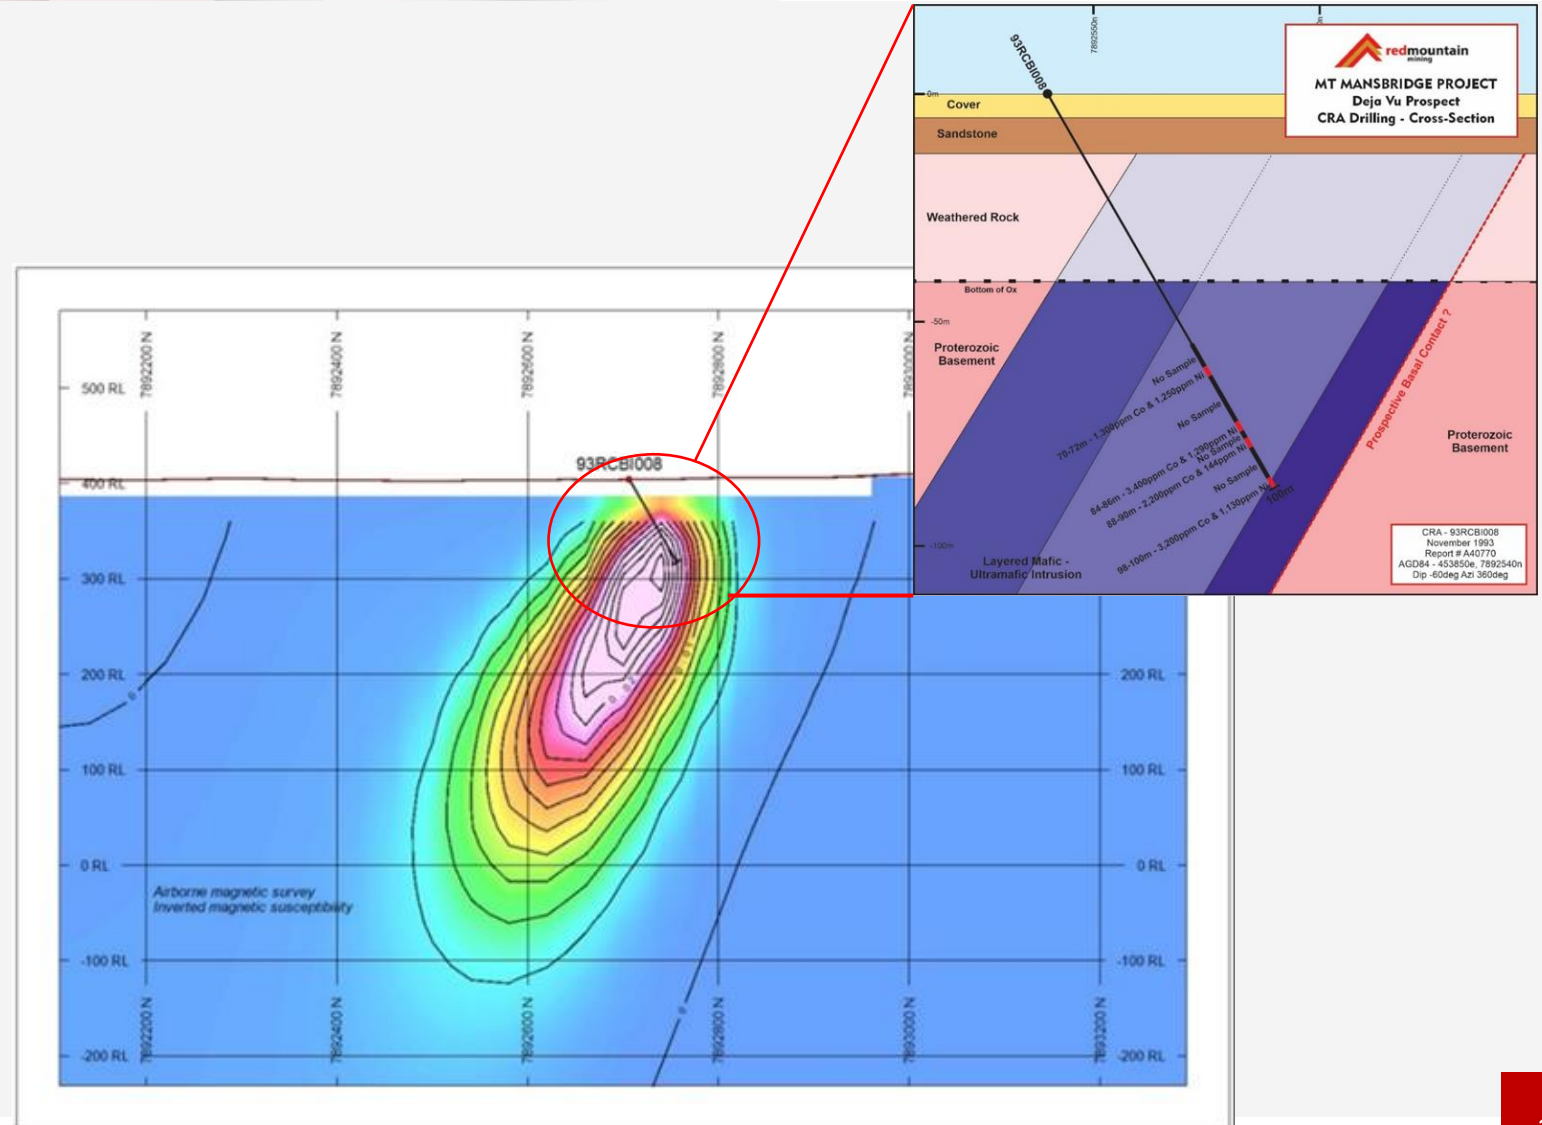 7892550n
redmountain
mining
MT MANSBRIDGE PROJECT
Deja Vu Prospect
CRA Drilling - Cross-Section
93RCBI008
0m
Cover
Sandstone
Weathered Rock
Bottom of Ox
-50m
Proterozoic
Basement
No Sample
70-72m - 1,300ppm Co & 1,250ppm Ni
No Sample
84-86m - 3,400ppm Co & 1,290ppm Ni
No Sample
88-90m - 2,200ppm Co & 144ppm Ni
No Sample
98-100m - 3,200ppm Co & 1,130ppm Ni
100m
-100m
Layered Mafic -
Ultramafic Intrusion
Prospective Basal Contact ?
Proterozoic
Basement
CRA - 93RCBI008
November 1993
Report # A40770
AGD84 - 453850e, 7892540n
Dip -60deg Azi 360deg
7892200 N
7892400 N
7892600 N
7892800 N
500 RL
93RCBI008
400 RL
300 RL
0
200 RL
200 RL
100 RL
100 RL
0 RL
0 RL
Airborne magnetic survey
Inverted magnetic susceptibility
-100 RL
-100 RL
0
-200 RL
-200 RL
7892200 N
7892400 N
7892600 N
7892800 N
7893000 N
7893200 N